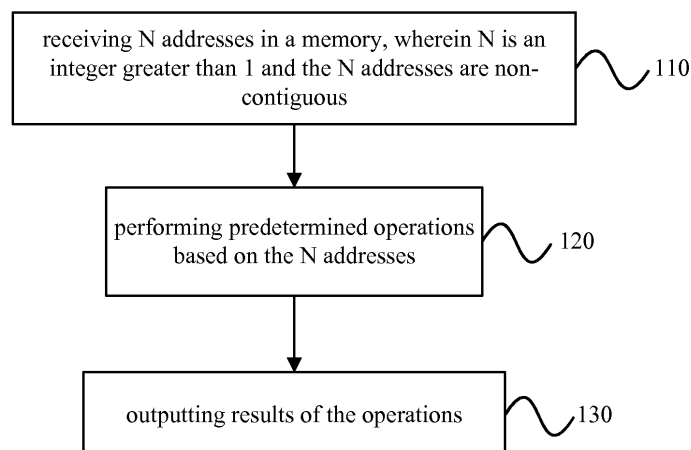 receiving N addresses in a memory, wherein N is an
integer greater than 1 and the N addresses are non-
contiguous
110
performing predetermined operations
based on the N addresses
120
outputting results of the operations
130